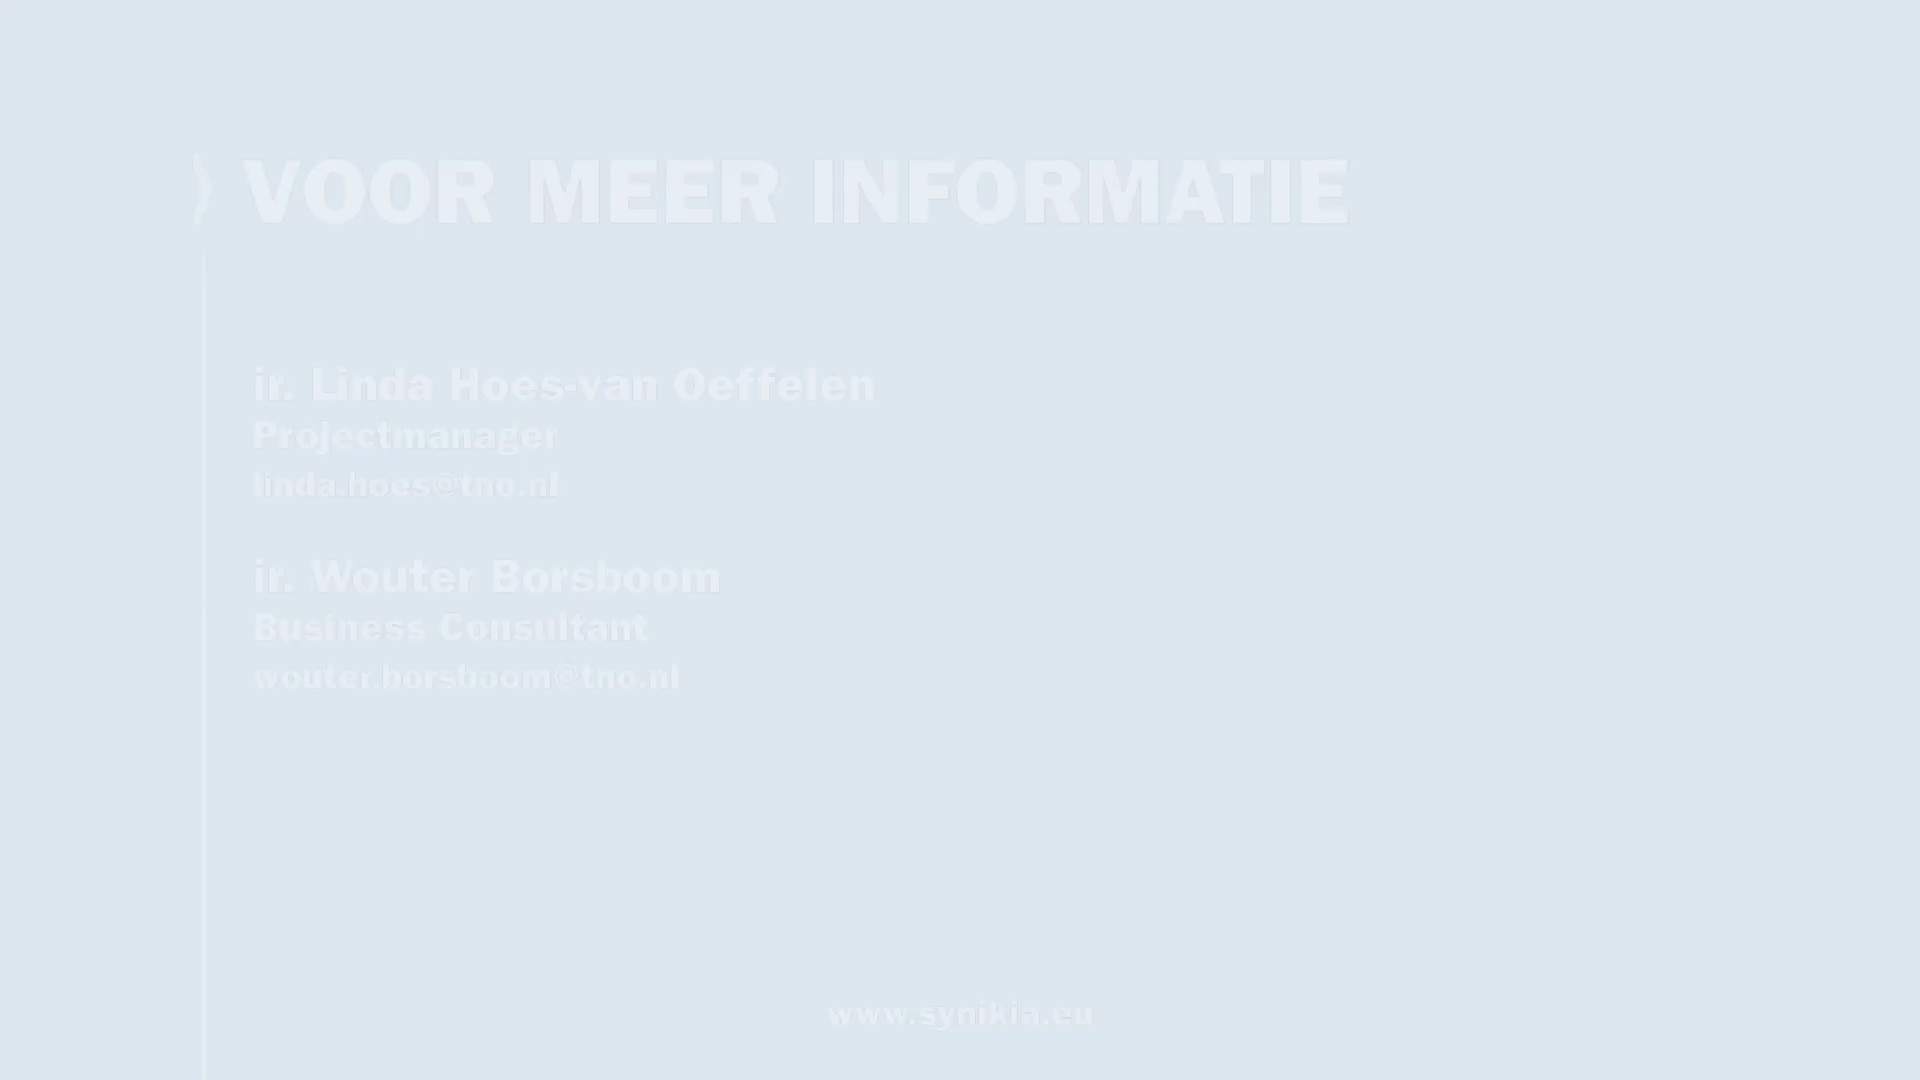 VOOR MEER INFORMATIE
ir. Linda Hoes-van Oeffelen
Projectmanager
linda.hoes@tno.nl
ir. Wouter Borsboom
Business Consultant
wouter.borsboom@tno.nl
www.synikia.eu